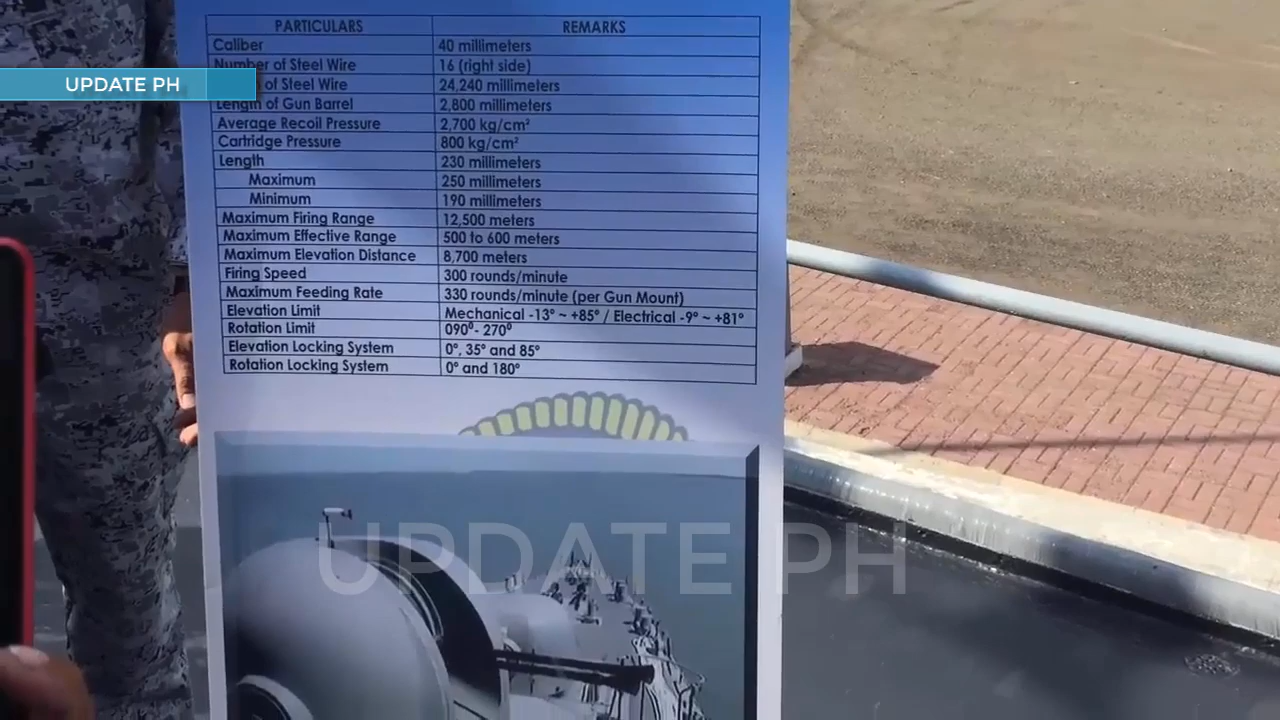 PARTICULARS REMARKS
Caliber 40 millimeters
Number of Steel Wire 16 (right side)
UPDATE PH
of Steel Wire 24,240 millimeters
Length of Gun Barrel 2,800 millimeters
Average Recoil Pressure 2,700 kg/cm²
Cartridge Pressure 800 kg/cm²
Length 230 millimeters
Maximum 250 millimeters
Minimum 190 millimeters
Maximum Firing Range 12,500 meters
Maximum Effective Range 500 to 600 meters
Maximum Elevation Distance 8,700 meters
Firing Speed 300 rounds/minute
Maximum Feeding Rate 330 rounds/minute (per Gun Mount)
Elevation Limit Mechanical -13° ~ +85° / Electrical -9° ~ +81°
Rotation Limit 090⁰- 270⁰
Elevation Locking System 0°, 35° and 85°
Rotation Locking System 0° and 180°
UPDATE PH